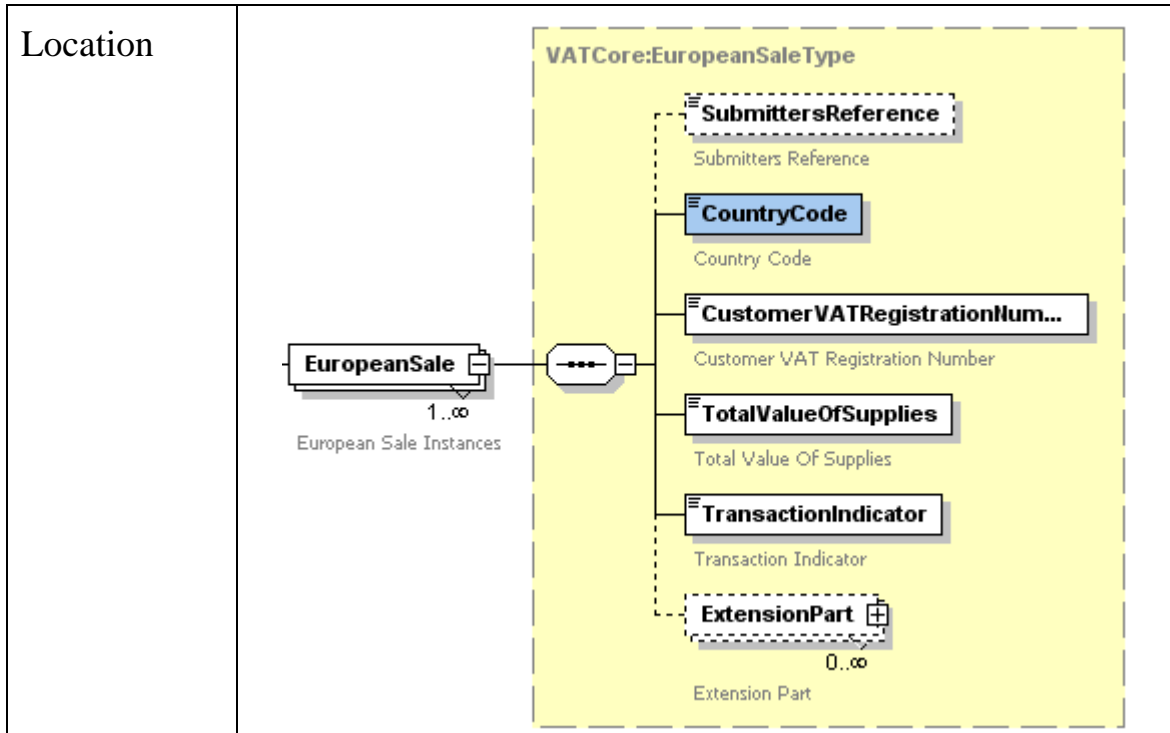 Location
VATCore:EuropeanSaleType
SubmittersReference
Submitters Reference
CountryCode
Country Code
CustomerVATRegistrationNum...
Customer VAT Registration Number
EuropeanSale
1..∞
European Sale Instances
TotalValueOfSupplies
Total Value Of Supplies
TransactionIndicator
Transaction Indicator
ExtensionPart
0..∞
Extension Part